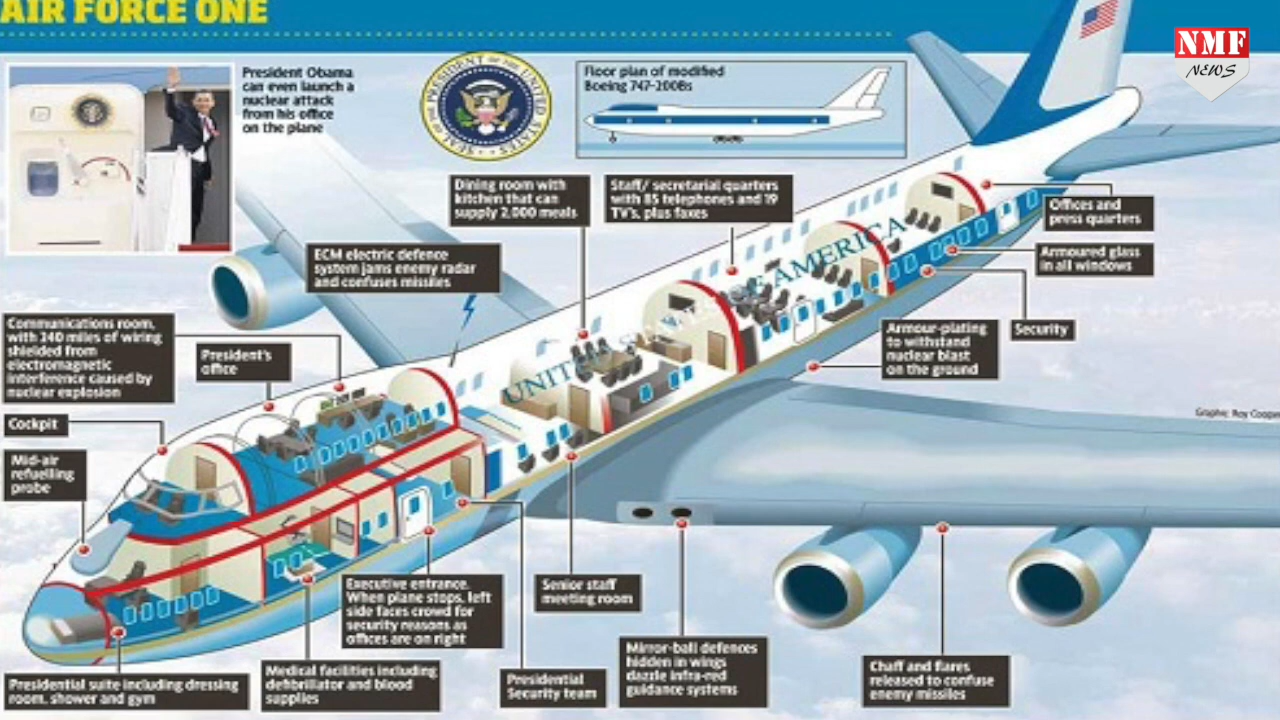 AIR FORCE ONE
NMF
NEWS
President Obama
can even launch a
nuclear attack
from his office
on the plane
SEAL OF THE PRESIDENT OF THE UNITED
Floor plan of modified
Boeing 747-200Bs
Dining room with
kitchen that can
supply 2,000 meals
Staff/ secretarial quarters
with 85 telephones and 19
TV's, plus faxes
Offices and
press quarters
ECM electric defence
system jams enemy radar
and confuses missiles
Armoured glass
in all windows
UNITED STATES OF AMERICA
Communications room,
with 240 miles of wiring
shielded from
electromagnetic
interference caused by
nuclear explosion
President's
office
Armour-plating
to withstand
nuclear blast
on the ground
Security
Cockpit
Graphic: Roy Cooper
Mid-air
refuelling
probe
Executive entrance.
When plane stops, left
side faces crowd for
security reasons as
offices are on right
Senior staff
meeting room
Mirror-ball defences
hidden in wings
dazzle infra-red
guidance systems
Chaff and flares
released to confuse
enemy missiles
Presidential suite including dressing
room, shower and gym
Medical facilities including
defibrillator and blood
supplies
Presidential
Security team